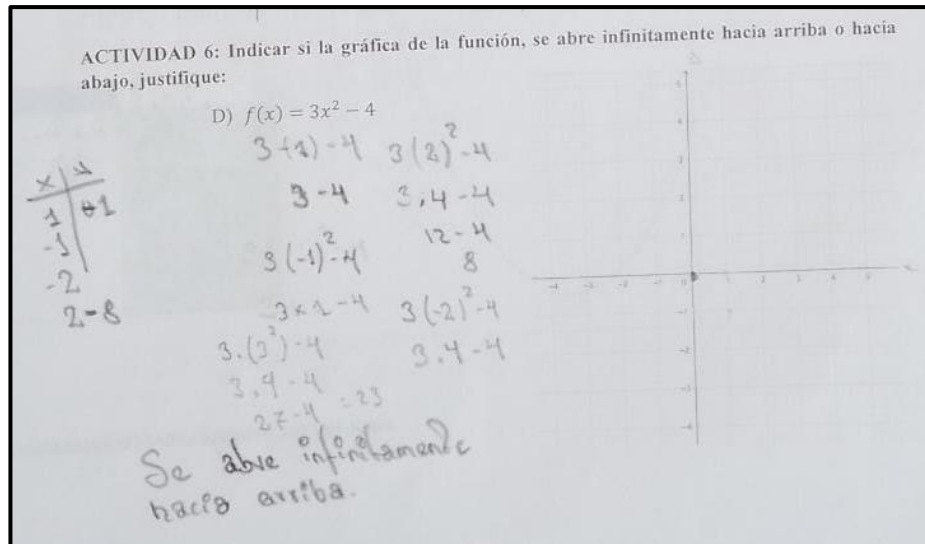 ACTIVIDAD 6: Indicar si la gráfica de la función, se abre infinitamente hacia arriba o hacia
abajo, justifique:
D) f(x) = 3x² − 4
3 (1) - 4
3 - 4
3 (-1)² - 4
3 × 1 - 4
3 . (3²) - 4
3 . 9 - 4
27 - 4 = 23
3 (2)² - 4
3 . 4 - 4
12 - 4
8
3 (-2)² - 4
3 . 4 - 4
x | y
1
-1
-2
2 - 8
Se abre infinitamente
hacia arriba.